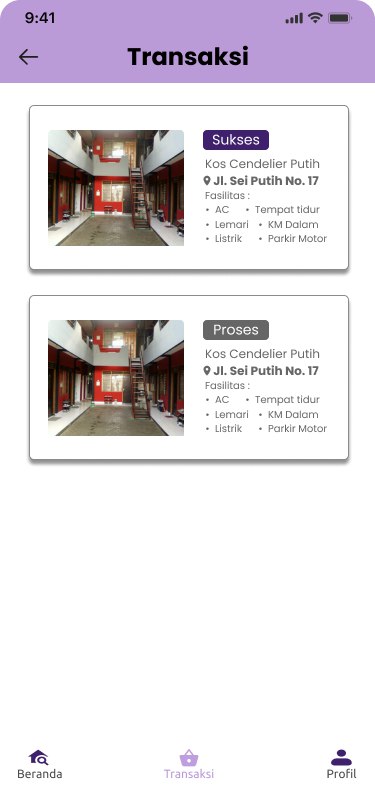 9:41
Transaksi
Sukses
Kos Cendelier Putih
Jl. Sei Putih No. 17
Fasilitas :
• AC • Tempat tidur
• Lemari • KM Dalam
• Listrik • Parkir Motor
Proses
Kos Cendelier Putih
Jl. Sei Putih No. 17
Fasilitas :
• AC • Tempat tidur
• Lemari • KM Dalam
• Listrik • Parkir Motor
Beranda Transaksi Profil